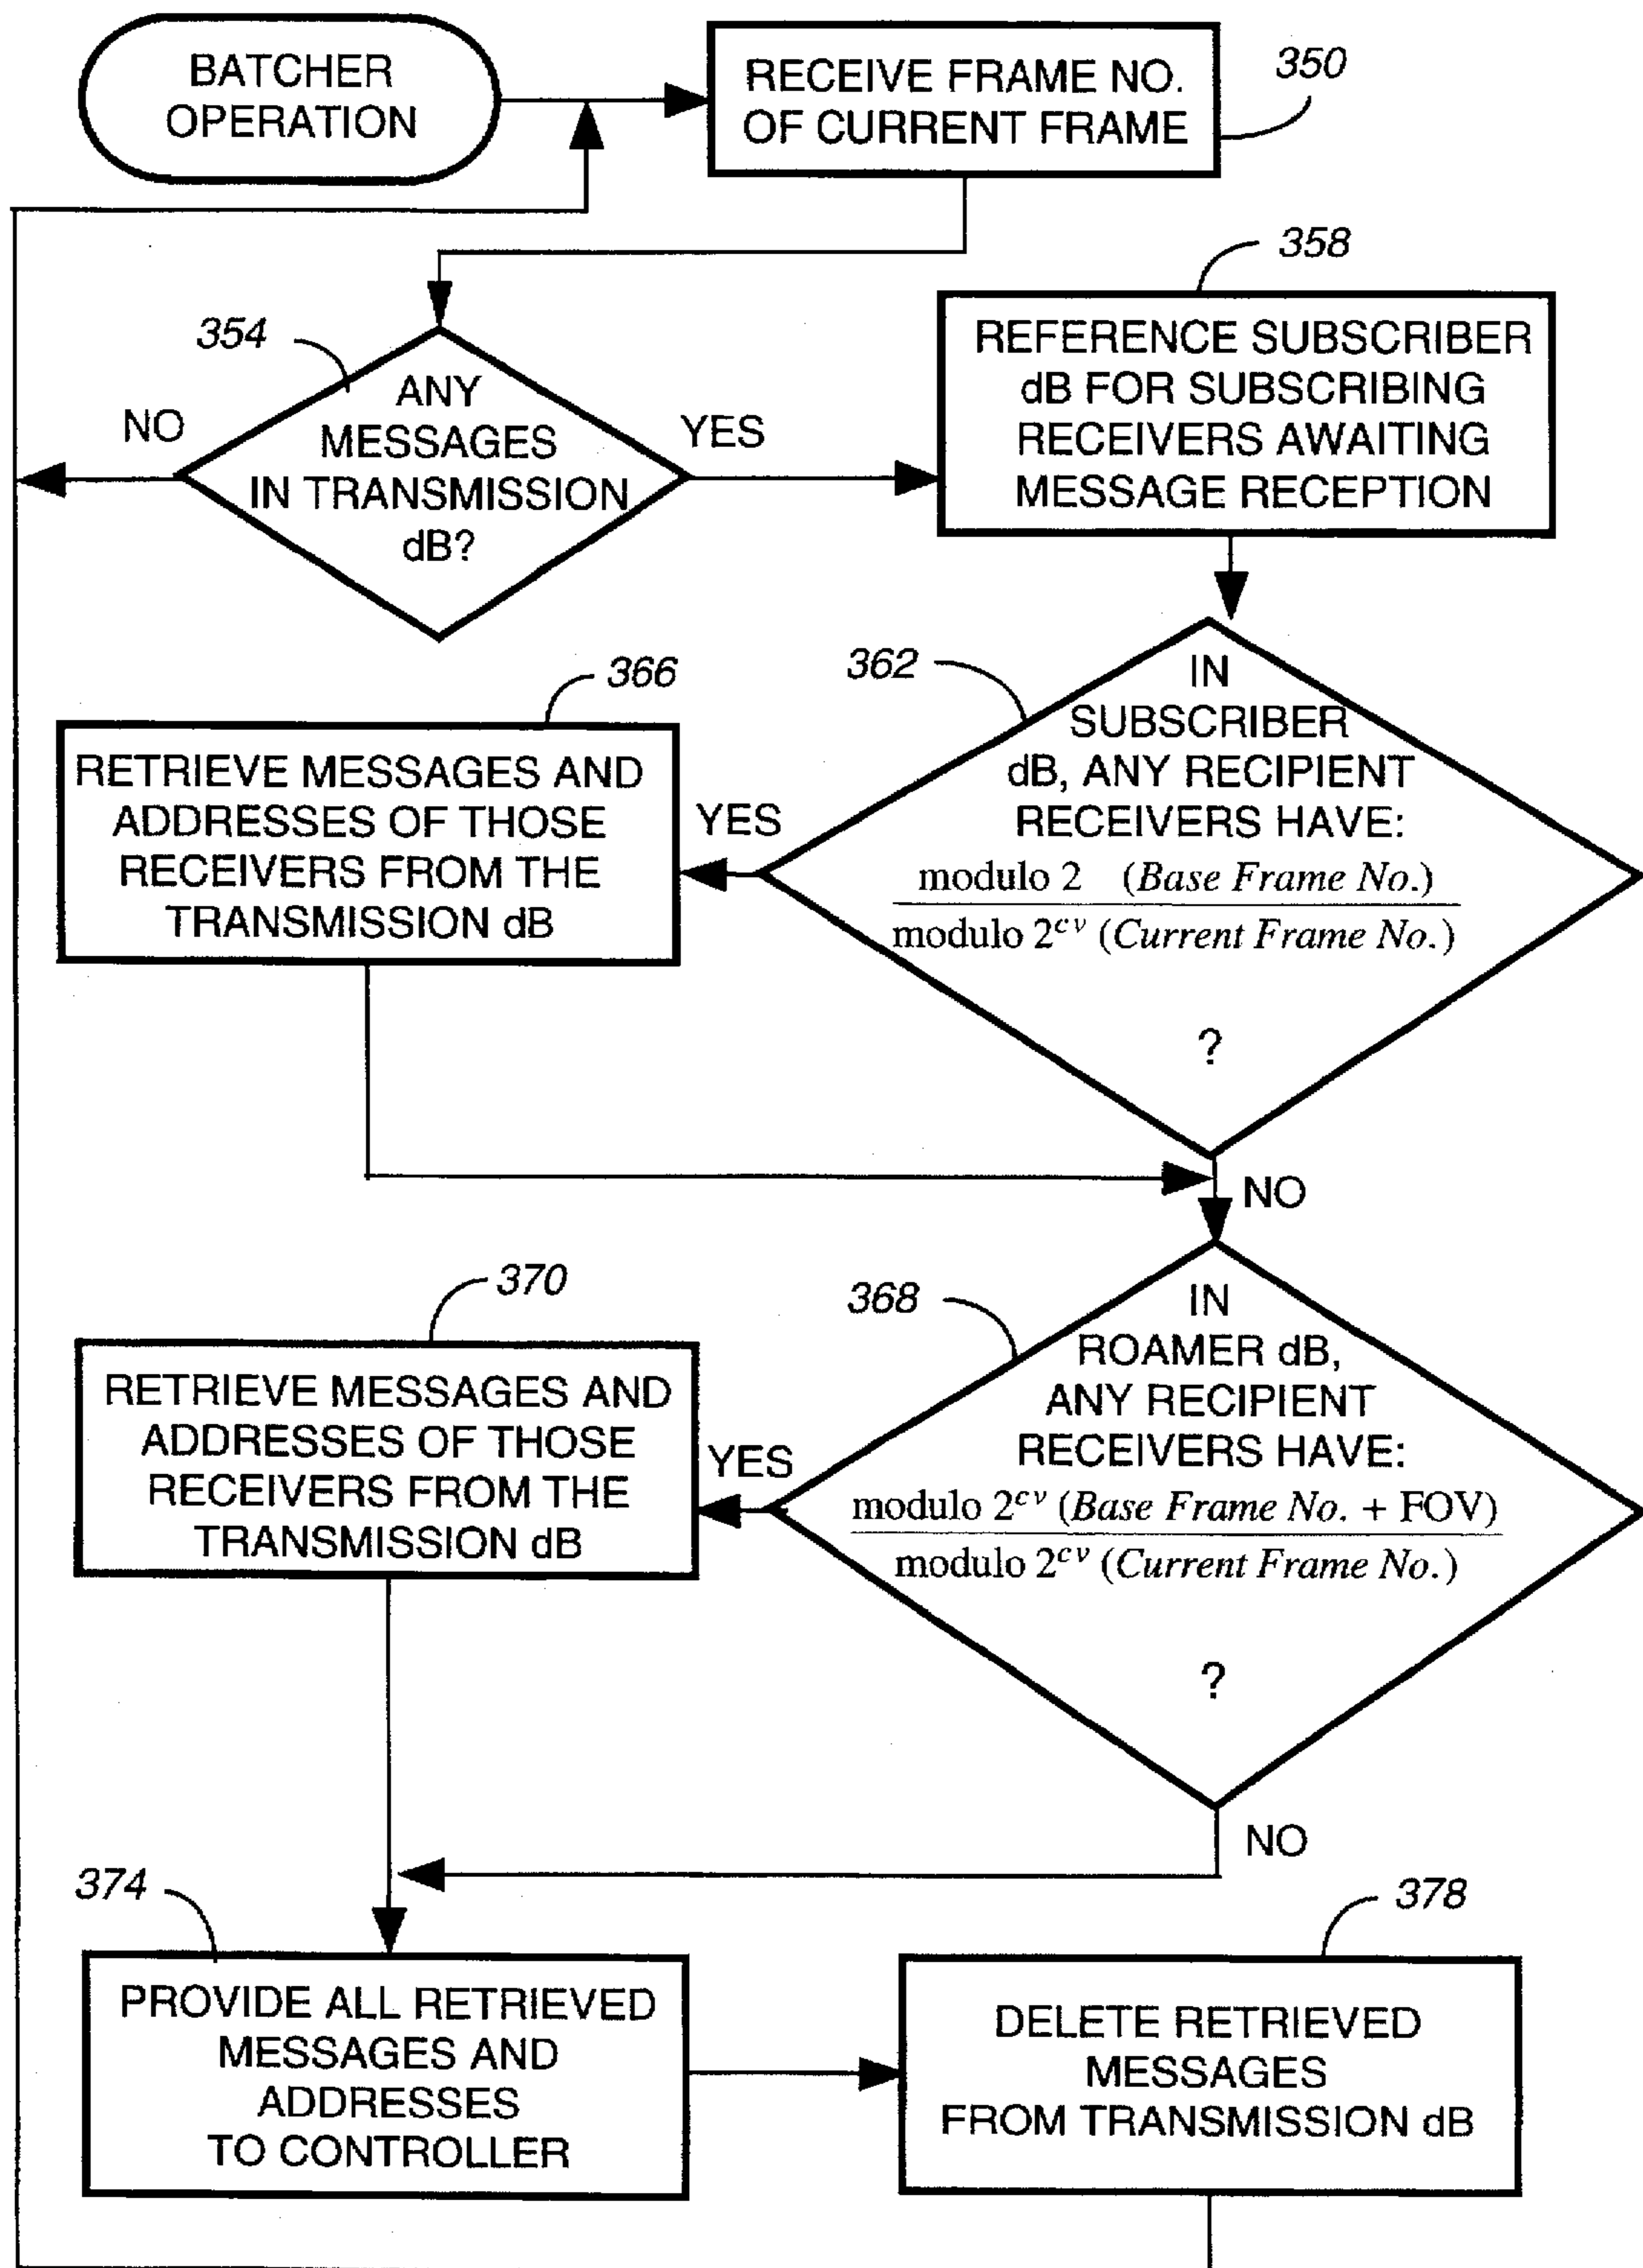 BATCHER
OPERATION
RECEIVE FRAME NO.
OF CURRENT FRAME
350
354
ANY
MESSAGES
IN TRANSMISSION
dB?
NO
YES
358
REFERENCE SUBSCRIBER
dB FOR SUBSCRIBING
RECEIVERS AWAITING
MESSAGE RECEPTION
362
IN
SUBSCRIBER
dB, ANY RECIPIENT
RECEIVERS HAVE:
modulo 2 (Base Frame No.)
modulo 2^cv (Current Frame No.)
?
YES
NO
366
RETRIEVE MESSAGES AND
ADDRESSES OF THOSE
RECEIVERS FROM THE
TRANSMISSION dB
368
IN
ROAMER dB,
ANY RECIPIENT
RECEIVERS HAVE:
modulo 2^cv (Base Frame No. + FOV)
modulo 2^cv (Current Frame No.)
?
YES
NO
370
RETRIEVE MESSAGES AND
ADDRESSES OF THOSE
RECEIVERS FROM THE
TRANSMISSION dB
374
PROVIDE ALL RETRIEVED
MESSAGES AND
ADDRESSES
TO CONTROLLER
378
DELETE RETRIEVED
MESSAGES
FROM TRANSMISSION dB